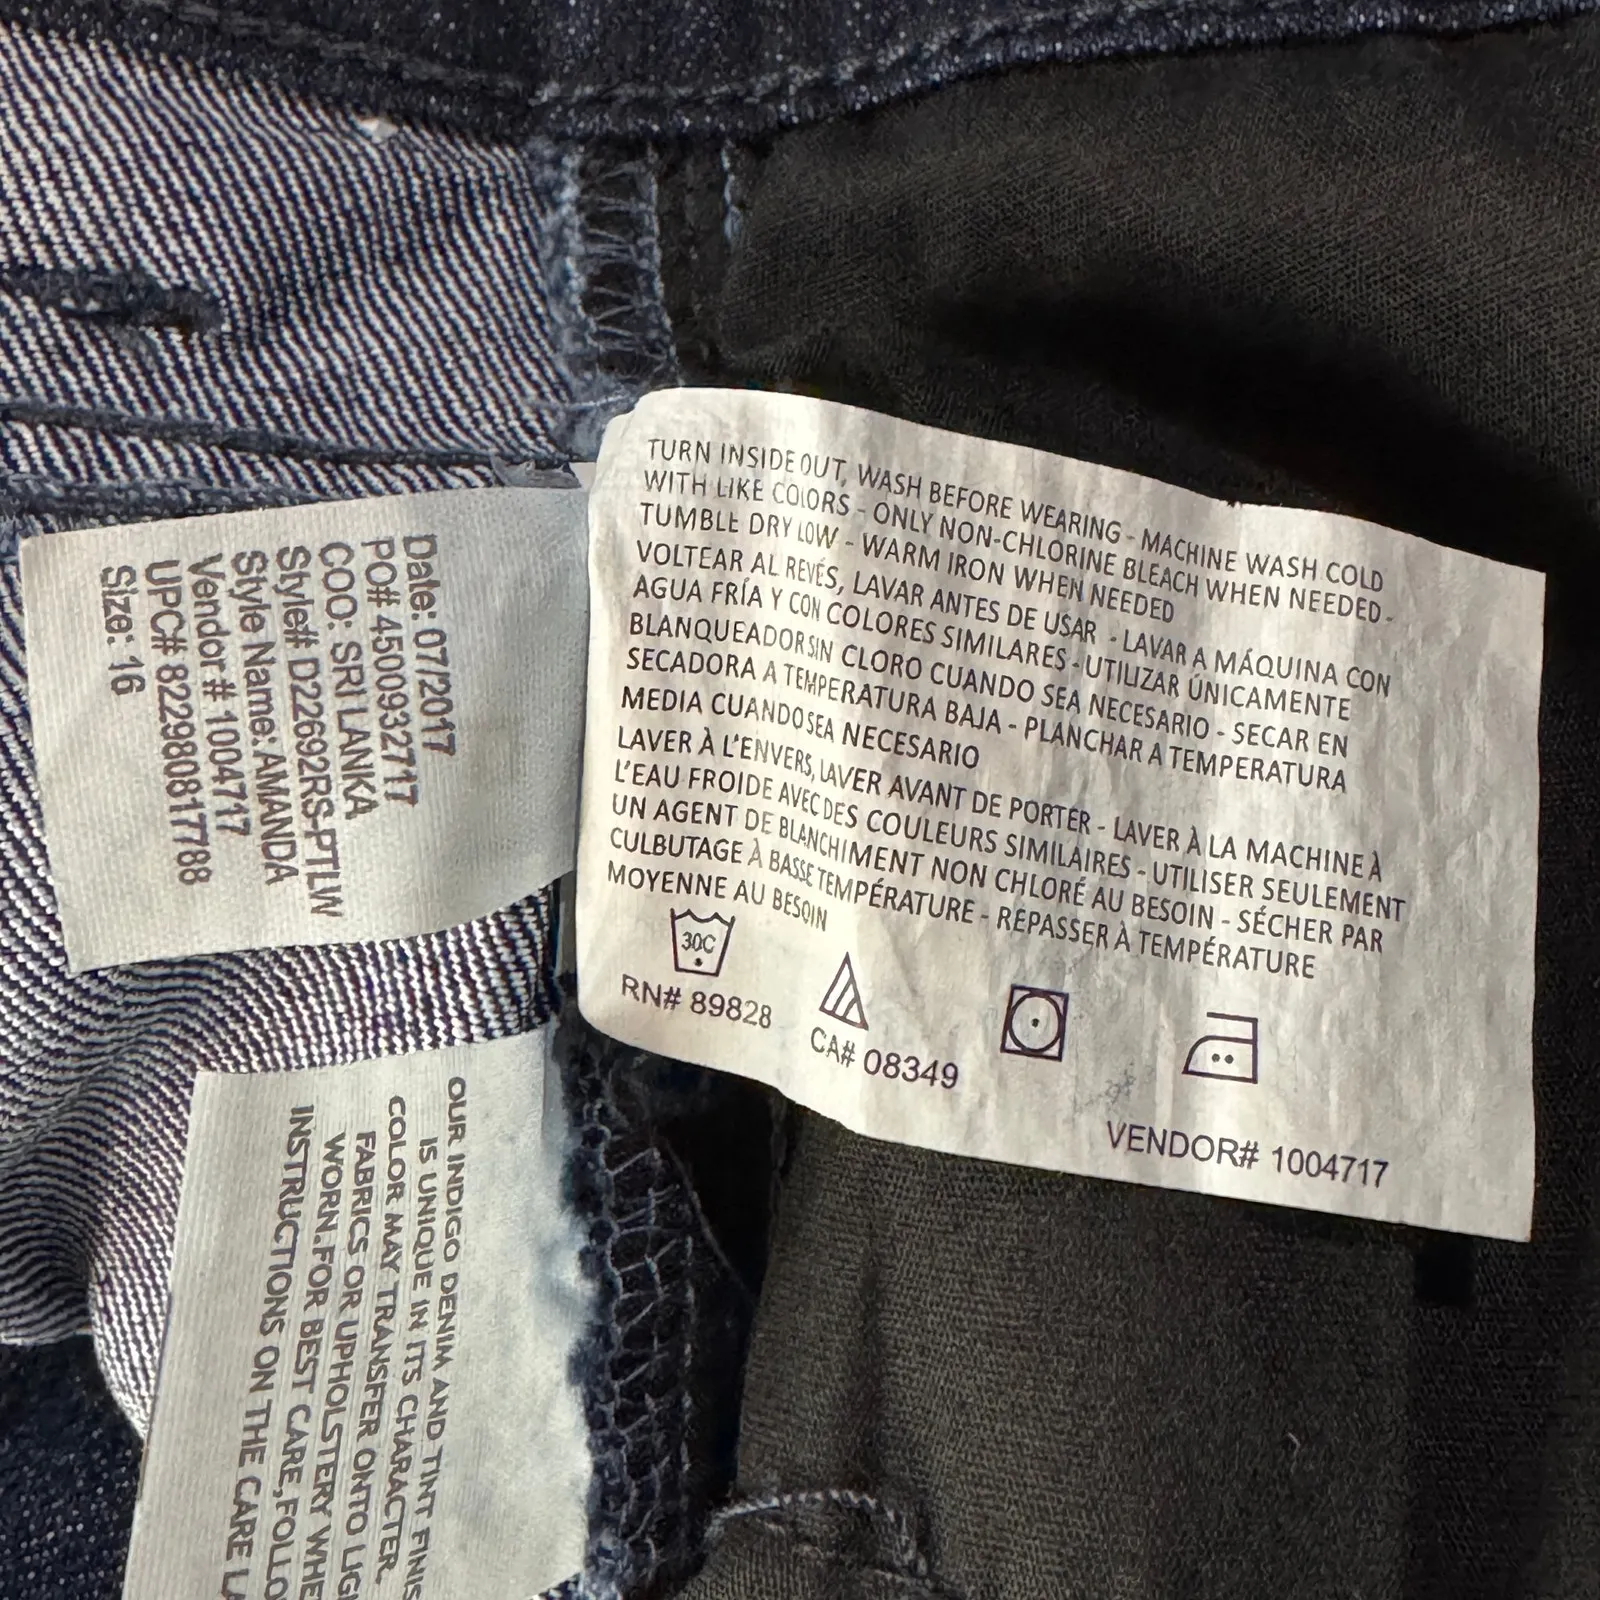 Date: 07/2017
PO# 4500932717
COO: SRI LANKA
Style# D22692RS-PTLW
Style Name: AMANDA
Vendor # 1004717
UPC# 822980817788
Size: 16
TURN INSIDE OUT, WASH BEFORE WEARING - MACHINE WASH COLD
WITH LIKE COLORS - ONLY NON-CHLORINE BLEACH WHEN NEEDED -
TUMBLE DRY LOW - WARM IRON WHEN NEEDED
VOLTEAR AL REVÉS, LAVAR ANTES DE USAR - LAVAR A MÁQUINA CON
AGUA FRÍA Y CON COLORES SIMILARES - UTILIZAR ÚNICAMENTE
BLANQUEADOR SIN CLORO CUANDO SEA NECESARIO - SECAR EN
SECADORA A TEMPERATURA BAJA - PLANCHAR A TEMPERATURA
MEDIA CUANDO SEA NECESARIO
LAVER À L'ENVERS, LAVER AVANT DE PORTER - LAVER À LA MACHINE À
L'EAU FROIDE AVEC DES COULEURS SIMILAIRES - UTILISER SEULEMENT
UN AGENT DE BLANCHIMENT NON CHLORÉ AU BESOIN - SÉCHER PAR
CULBUTAGE À BASSE TEMPÉRATURE - REPASSER À TEMPÉRATURE
MOYENNE AU BESOIN
30C
RN# 89828
CA# 08349
VENDOR# 1004717
OUR INDIGO DENIM AND TINT FINIS
IS UNIQUE IN ITS CHARACTER.
COLOR MAY TRANSFER ONTO LIG
FABRICS OR UPHOLSTERY WHE
WORN. FOR BEST CARE, FOLLO
INSTRUCTIONS ON THE CARE LA